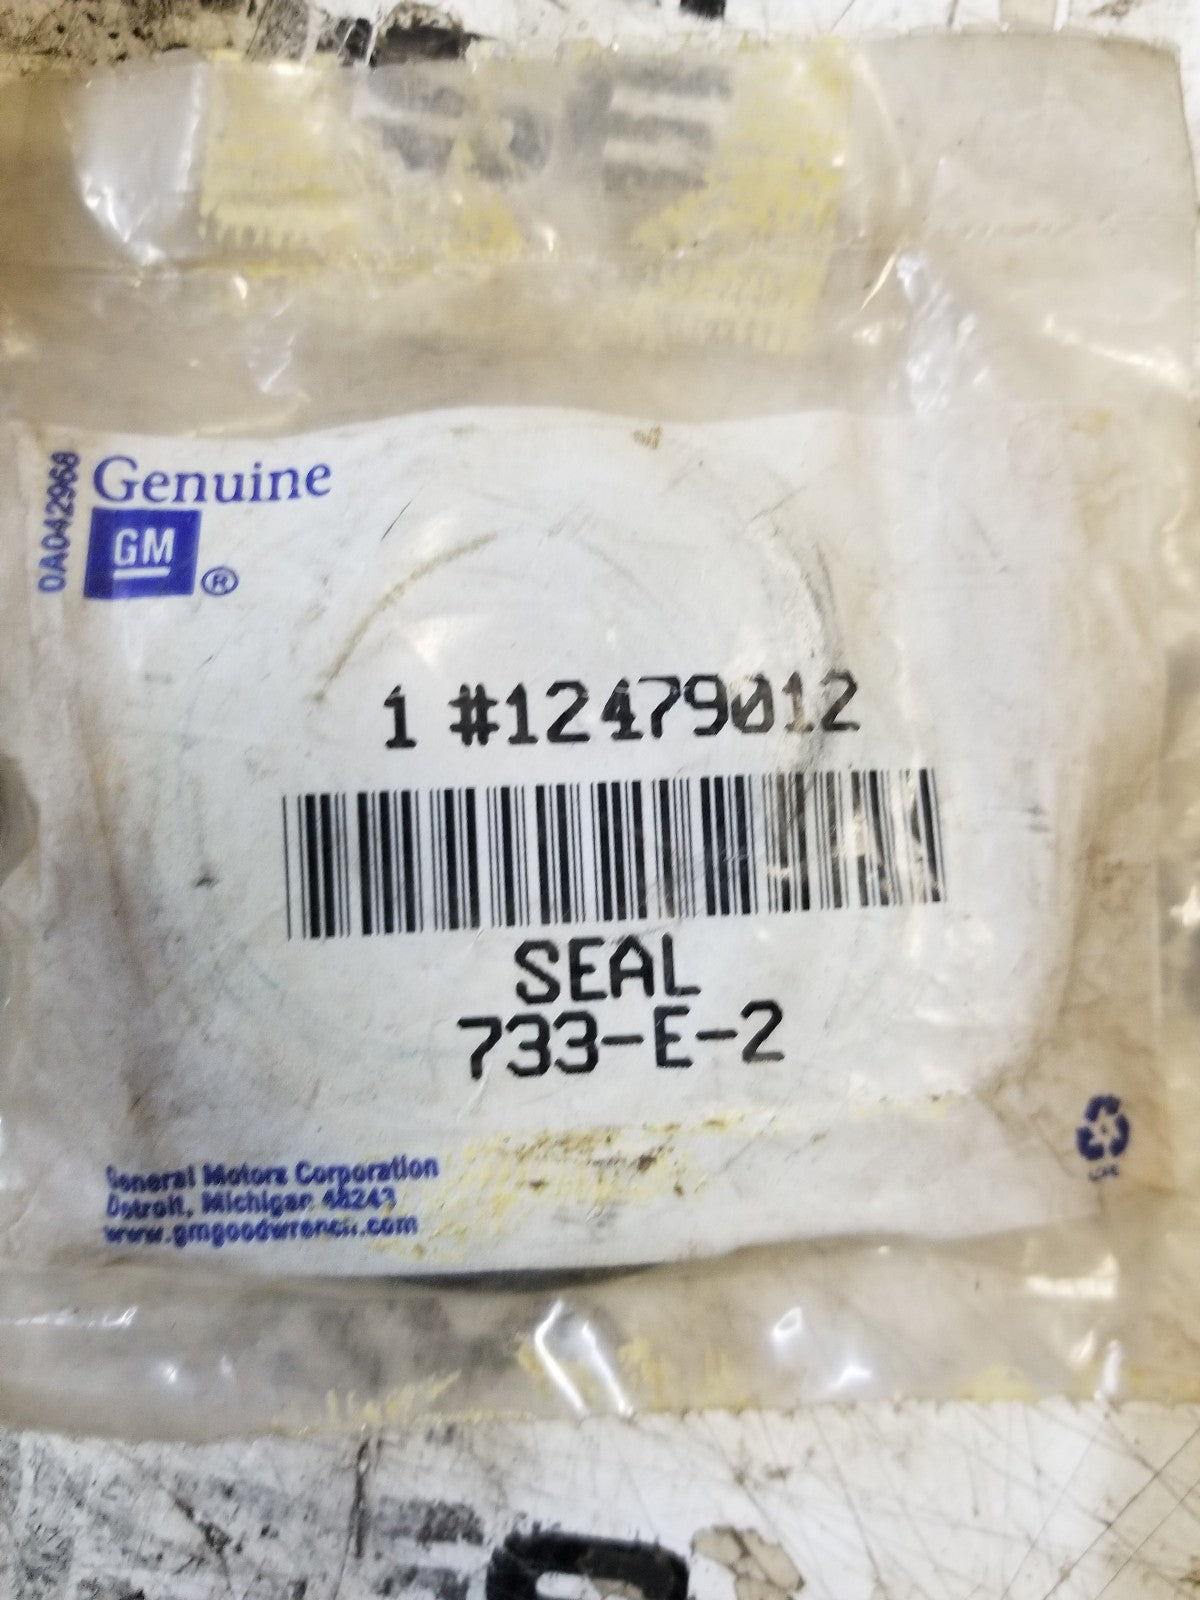 0A042968
Genuine
GM
®
1 #12479012
SEAL
733-E-2
General Motors Corporation
Detroit, Michigan 48243
www.gmgoodwrench.com